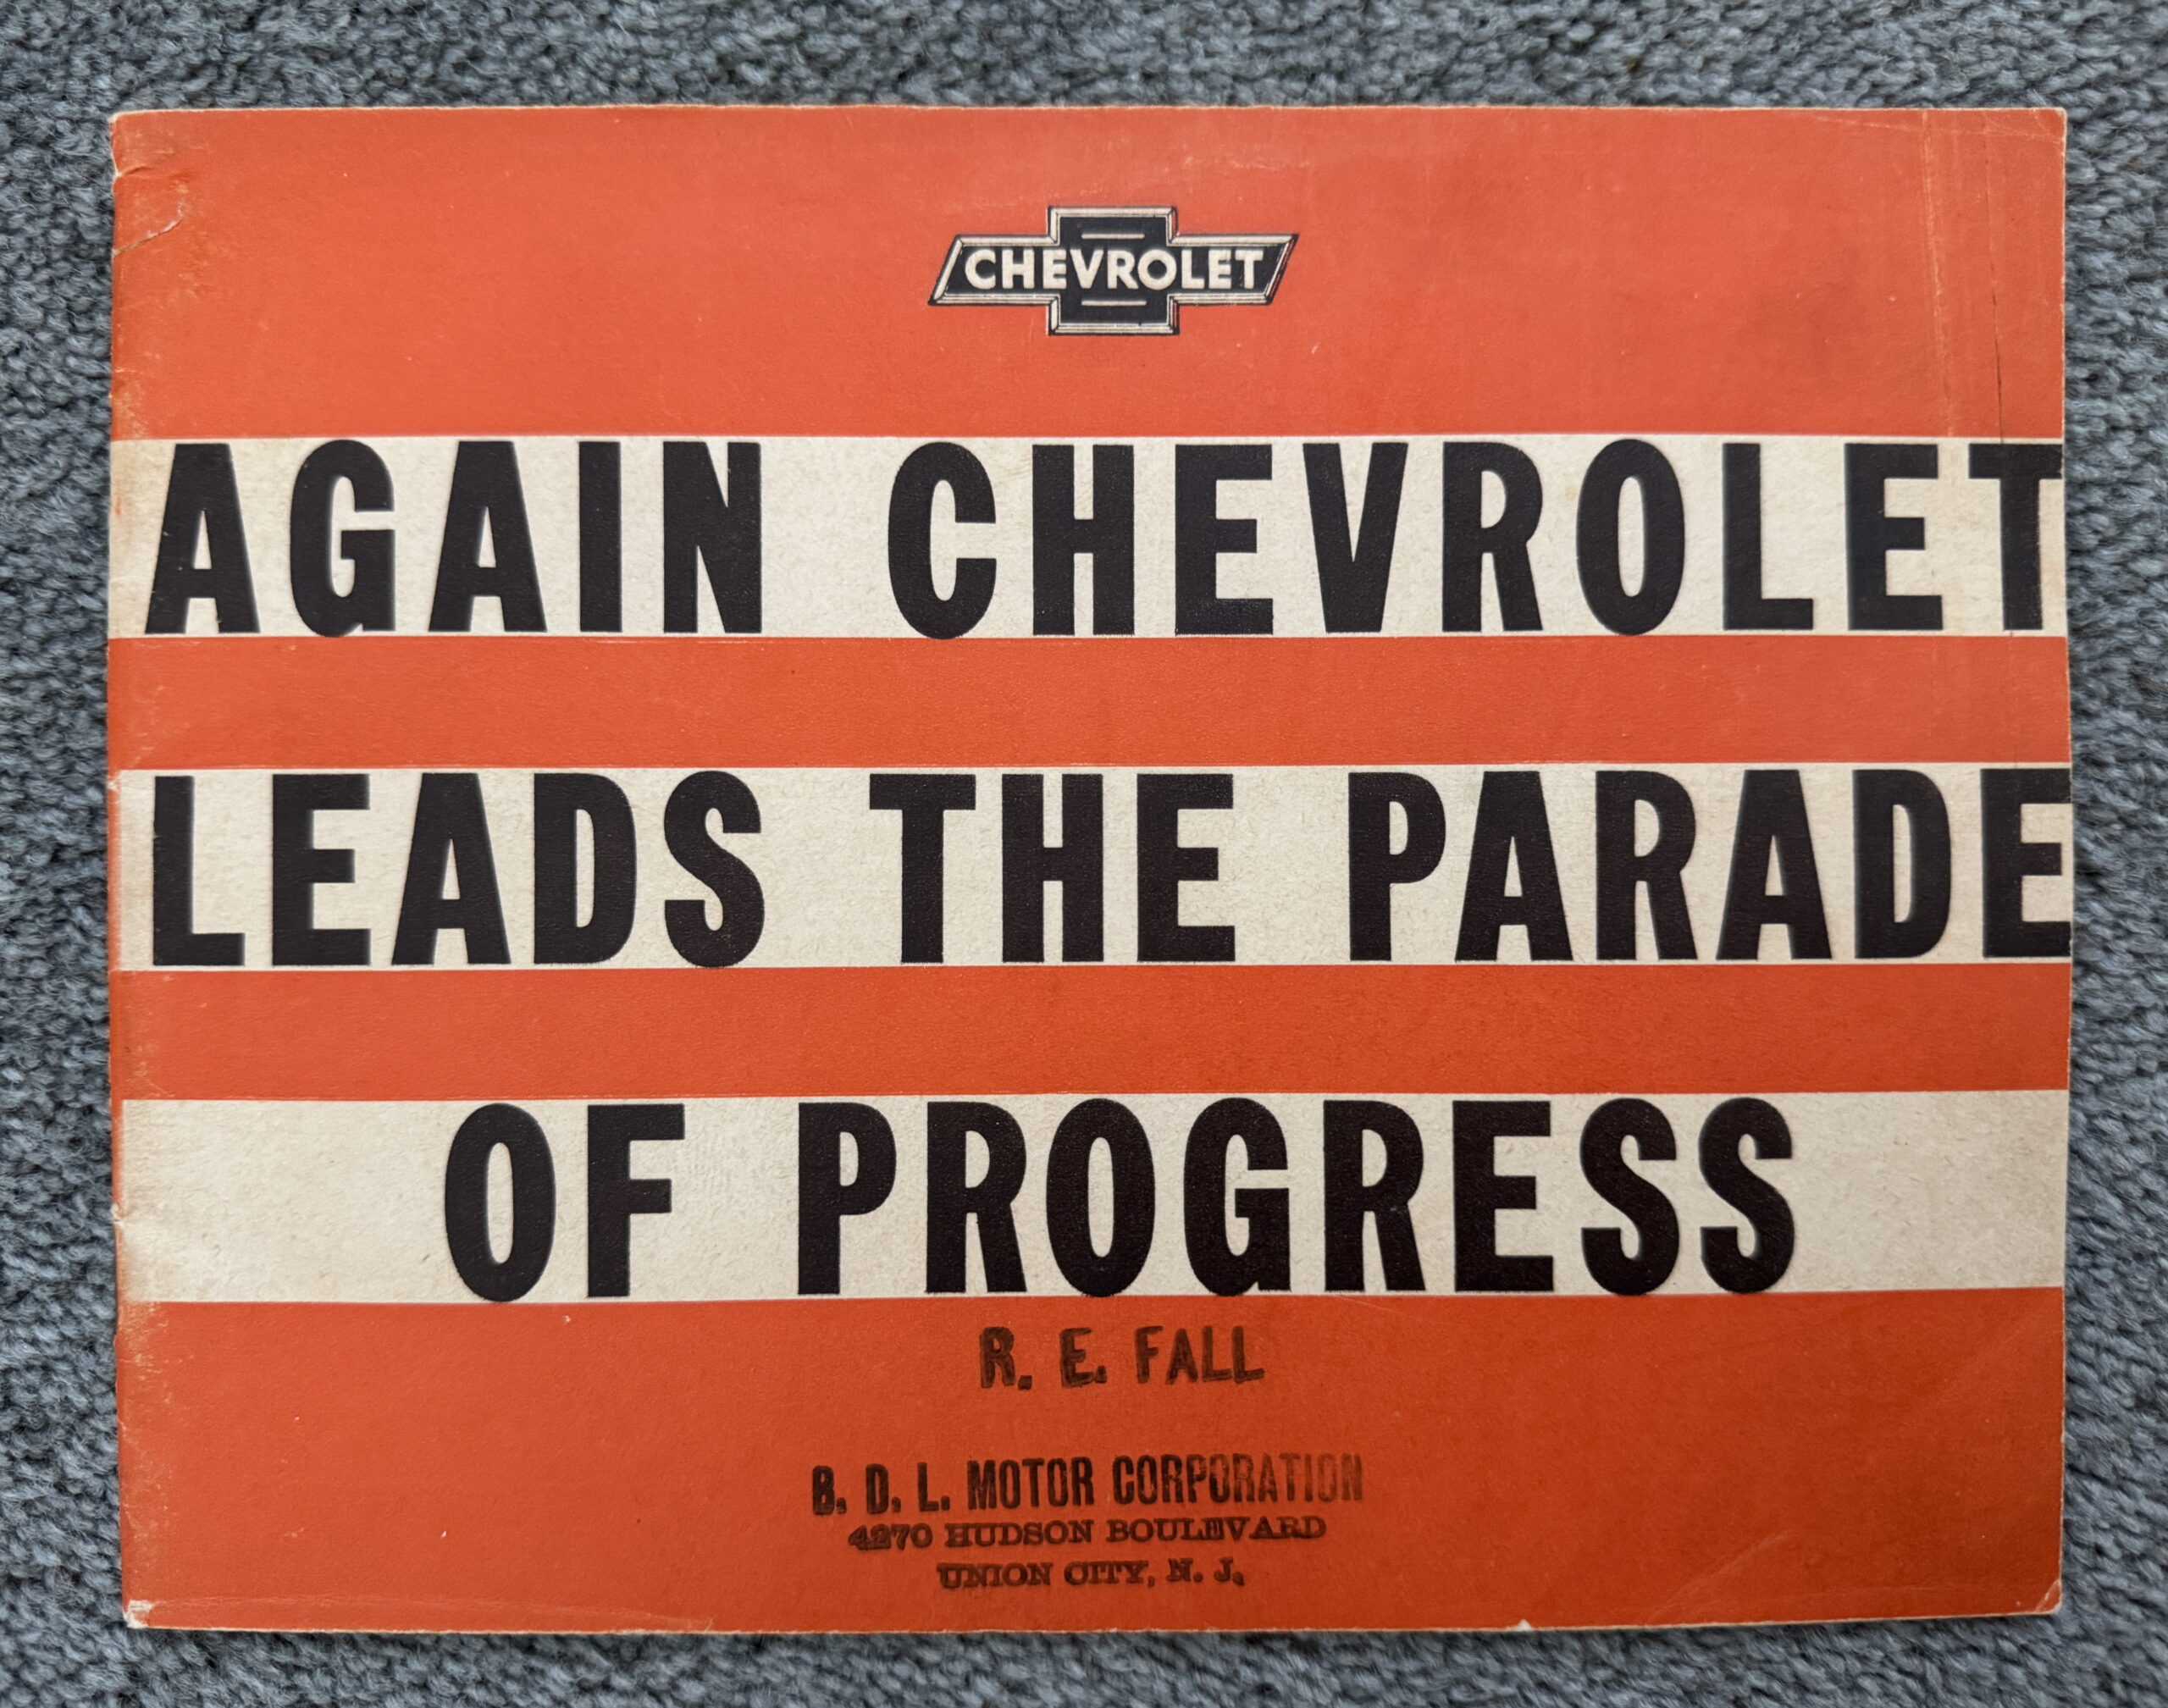 CHEVROLET
AGAIN CHEVROLET
LEADS THE PARADE
OF PROGRESS
R. E. FALL
B. D. L. MOTOR CORPORATION
4270 HUDSON BOULEVARD
UNION CITY, N. J.